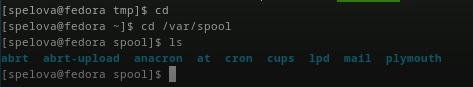 [spelova@fedora tmp]$ cd
[spelova@fedora ~]$ cd /var/spool
[spelova@fedora spool]$ ls
abrt abrt-upload anacron at cron cups lpd mail plymouth
[spelova@fedora spool]$